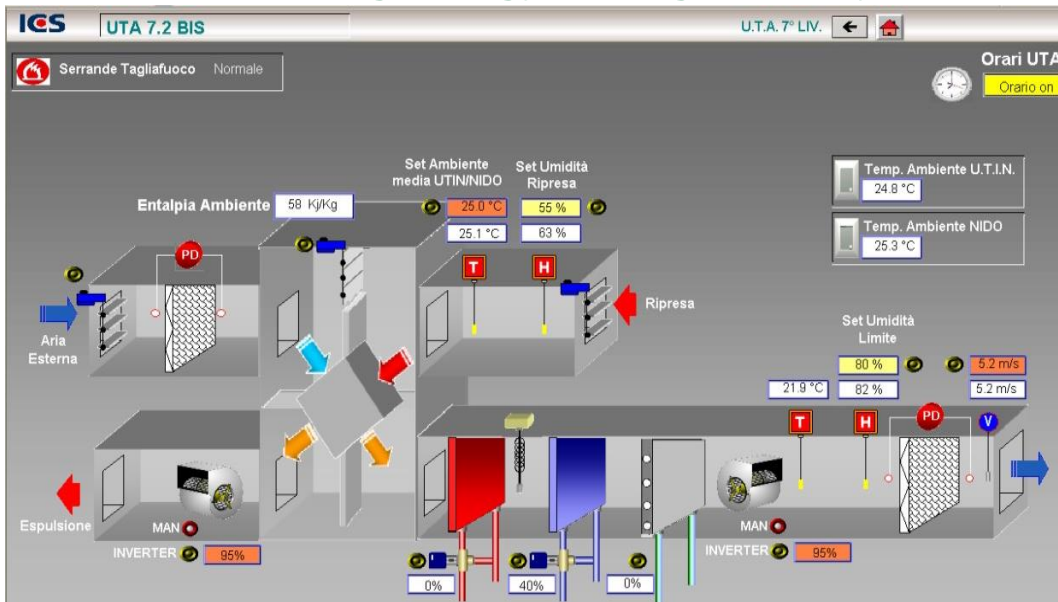 ICS
UTA 7.2 BIS
U.T.A. 7° LIV.
Serrande Tagliafuoco Normale
Orari UTA
Orario on
Set Ambiente
media UTIN/NIDO
Set Umidità
Ripresa
Entalpia Ambiente 58 Kj/Kg
25.0 °C
55 %
25.1 °C
63 %
Temp. Ambiente U.T.I.N.
24.8 °C
Temp. Ambiente NIDO
25.3 °C
PD
T
H
Aria
Esterna
Ripresa
Set Umidità
Limite
80 %
5.2 m/s
21.9 °C
82 %
5.2 m/s
T
H
PD
V
Espulsione
MAN
INVERTER 95%
MAN
INVERTER 95%
0%
40%
0%